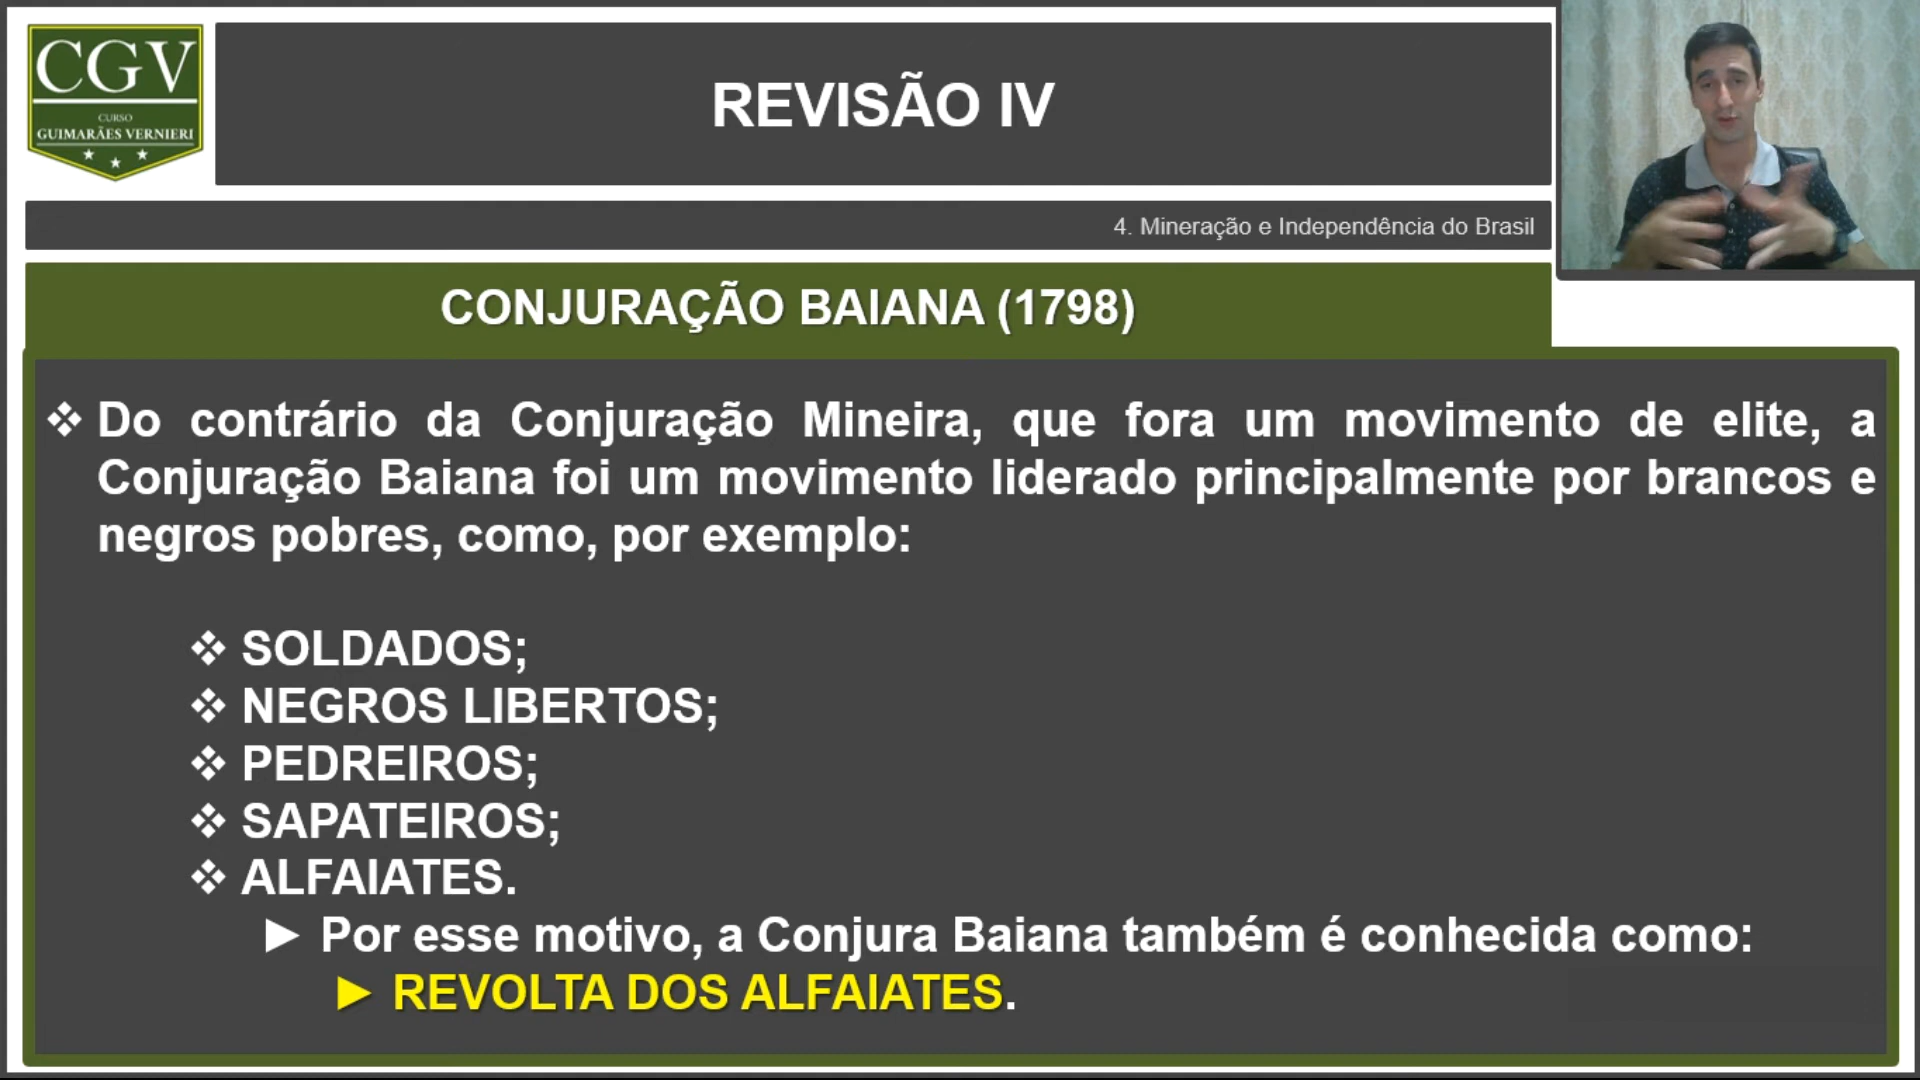 CGV
CURSO
GUIMARÃES VERNIERI
REVISÃO IV
4. Mineração e Independência do Brasil
CONJURAÇÃO BAIANA (1798)
❖ Do contrário da Conjuração Mineira, que fora um movimento de elite, a
Conjuração Baiana foi um movimento liderado principalmente por brancos e
negros pobres, como, por exemplo:
❖ SOLDADOS;
❖ NEGROS LIBERTOS;
❖ PEDREIROS;
❖ SAPATEIROS;
❖ ALFAIATES.
► Por esse motivo, a Conjura Baiana também é conhecida como:
► REVOLTA DOS ALFAIATES.